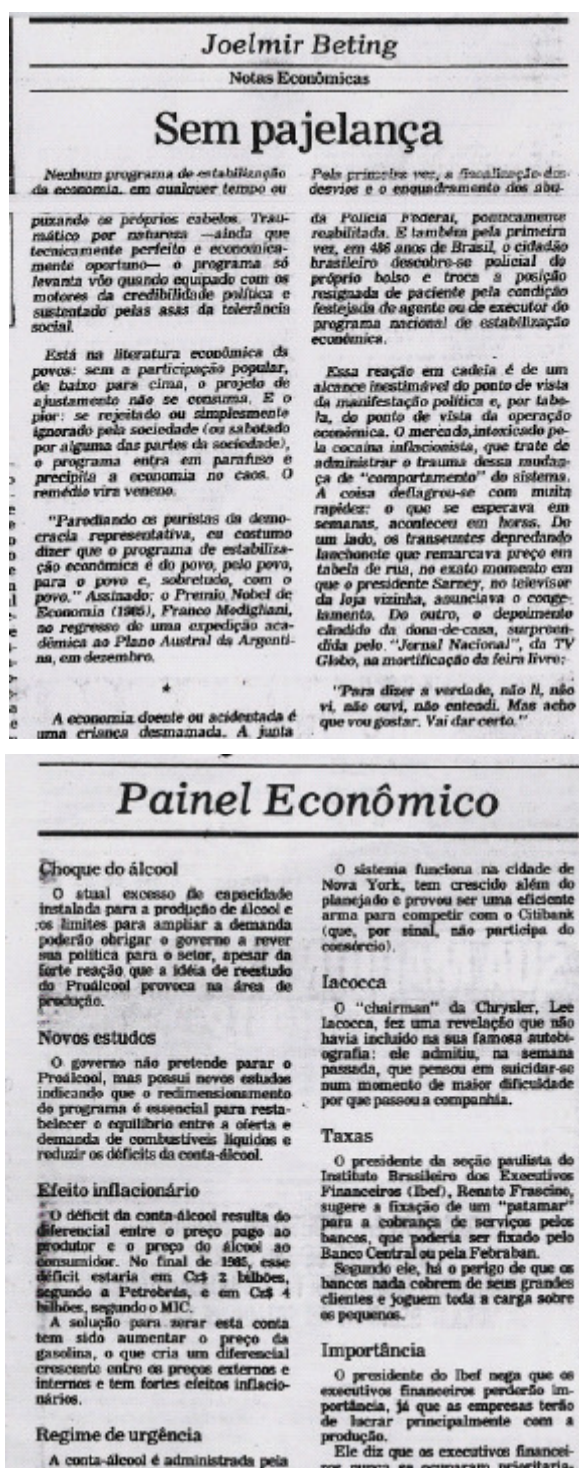 Joelmir Beting
Notas Econômicas
Sem pajelança
Nenhum programa de estabilização
da economia, em qualquer tempo ou
puxando os próprios cabelos. Trau-
mático por natureza —ainda que
tecnicamente perfeito e economica-
mente oportuno— o programa só
levanta vôo quando equipado com os
motores da credibilidade política e
sustentado pelas asas da tolerância
social.
Está na literatura econômica ds
povos: sem a participação popular,
de baixo para cima, o projeto de
ajustamento não se consuma. E o
pior: se rejeitado ou simplesmente
ignorado pela sociedade (ou sabotado
por alguma das partes da sociedade),
o programa entra em parafuso e
precipita a economia no caos. O
remédio vira veneno.
"Parodiando os puristas da demo-
cracia representativa, eu costumo
dizer que o programa de estabiliza-
ção econômica é do povo, pelo povo,
para o povo e, sobretudo, com o
povo." Assinado: o Premio Nobel de
Economia (1985), Franco Modigliani,
no regresso de uma expedição aca-
dêmica ao Plano Austral da Argenti-
na, em dezembro.
*
A economia doente ou acidentada é
uma criança desmamada. A junta
Pela primeira vez, a fiscalização dos
desvios e o enquadramento dos abu-
da Polícia Federal, politicamente
reabilitada. E também pela primeira
vez, em 486 anos de Brasil, o cidadão
brasileiro descobre-se policial do
próprio bolso e troca a posição
resignada de paciente pela condição
festejada de agente ou de executor do
programa nacional de estabilização
econômica.
Essa reação em cadeia é de um
alcance inestimável do ponto de vista
da manifestação política e, por tabe-
la, do ponto de vista da operação
econômica. O mercado,intoxicado pe-
la cocaína inflacionista, que trate de
administrar o trauma dessa mudan-
ça de "comportamento" do sistema.
A coisa deflagrou-se com muita
rapidez: o que se esperava em
semanas, aconteceu em horas. De
um lado, os transeuntes depredando
lanchonete que remarcava preço em
tabela de rua, no exato momento em
que o presidente Sarney, no televisor
da loja vizinha, anunciava o conge-
lamento. Do outro, o depoimento
cândido da dona-de-casa, surpreen-
dida pelo "Jornal Nacional", da TV
Globo, na mortificação da feira livre:
"Para dizer a verdade, não li, não
vi, não ouvi, não entendi. Mas acho
que vou gostar. Vai dar certo."
Painel Econômico
Choque do álcool
O atual excesso de capacidade
instalada para a produção de álcool e
os limites para ampliar a demanda
poderão obrigar o governo a rever
sua política para o setor, apesar da
forte reação que a idéia de reestudo
do Proálcool provoca na área de
produção.
Novos estudos
O governo não pretende parar o
Proálcool, mas possui novos estudos
indicando que o redimensionamento
do programa é essencial para resta-
belecer o equilíbrio entre a oferta e
demanda de combustíveis líquidos e
reduzir os déficits da conta-álcool.
Efeito inflacionário
O déficit da conta-álcool resulta do
diferencial entre o preço pago ao
produtor e o preço do álcool ao
consumidor. No final de 1985, esse
déficit estaria em Cz$ 2 bilhões,
segundo a Petrobrás, e em Cz$ 4
bilhões, segundo o MIC.
A solução para zerar esta conta
tem sido aumentar o preço da
gasolina, o que cria um diferencial
crescente entre os preços externos e
internos e tem fortes efeitos inflacio-
nários.
Regime de urgência
A conta-álcool é administrada pela
O sistema funciona na cidade de
Nova York, tem crescido além do
planejado e provou ser uma eficiente
arma para competir com o Citibank
(que, por sinal, não participa do
consórcio).
Iacocca
O "chairman" da Chrysler, Lee
Iacocca, fez uma revelação que não
havia incluído na sua famosa autobi-
ografia: ele admitiu, na semana
passada, que pensou em suicidar-se
num momento de maior dificuldade
por que passou a companhia.
Taxas
O presidente da seção paulista do
Instituto Brasileiro dos Executivos
Financeiros (Ibef), Renato Frascino,
sugere a fixação de um "patamar"
para a cobrança de serviços pelos
bancos, que poderia ser fixado pelo
Banco Central ou pela Febraban.
Segundo ele, há o perigo de que os
bancos nada cobrem de seus grandes
clientes e joguem toda a carga sobre
os pequenos.
Importância
O presidente do Ibef nega que os
executivos financeiros perderão im-
portância, já que as empresas terão
de lucrar principalmente com a
produção.
Ele diz que os executivos financei-
ros nunca se ocuparam prioritaria-